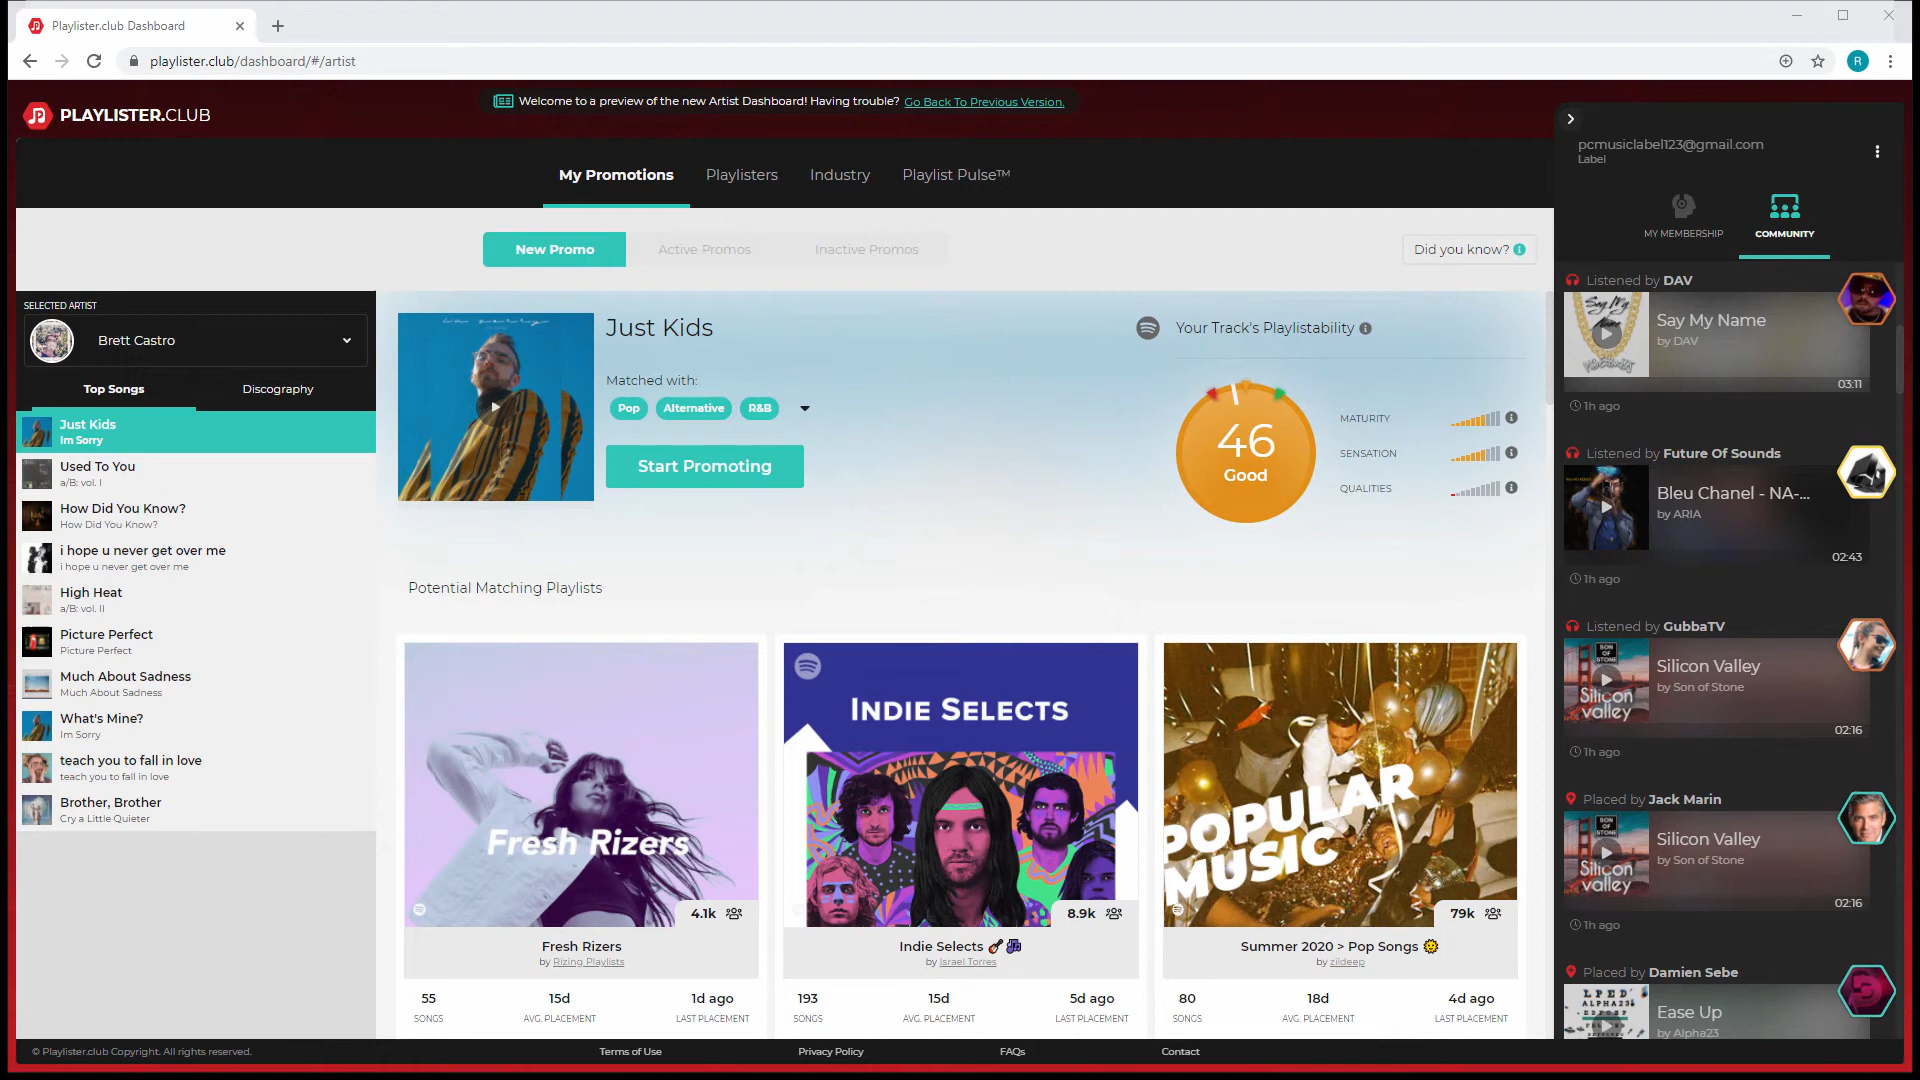 Playlister.club Dashboard
playlister.club/dashboard/#/artist
R
PLAYLISTER.CLUB
Welcome to a preview of the new Artist Dashboard! Having trouble? Go Back To Previous Version.
My Promotions
Playlisters
Industry
Playlist Pulse™
New Promo
Active Promos
Inactive Promos
Did you know?
SELECTED ARTIST
Brett Castro
Top Songs
Discography
Just Kids
Im Sorry
Used To You
a/B: vol. I
How Did You Know?
How Did You Know?
i hope u never get over me
i hope u never get over me
High Heat
a/B: vol. II
Picture Perfect
Picture Perfect
Much About Sadness
Much About Sadness
What's Mine?
Im Sorry
teach you to fall in love
teach you to fall in love
Brother, Brother
Cry a Little Quieter
Just Kids
Matched with:
Pop
Alternative
R&B
Start Promoting
Your Track's Playlistability
46
Good
MATURITY
SENSATION
QUALITIES
Potential Matching Playlists
Fresh Rizers
4.1k
Fresh Rizers
by Rizing Playlists
55
SONGS
15d
AVG. PLACEMENT
1d ago
LAST PLACEMENT
INDIE SELECTS
8.9k
Indie Selects
by Israel Torres
193
SONGS
15d
AVG. PLACEMENT
5d ago
LAST PLACEMENT
POPULAR
MUSIC
79k
Summer 2020 > Pop Songs
by zildeep
80
SONGS
18d
AVG. PLACEMENT
4d ago
LAST PLACEMENT
pcmusiclabel123@gmail.com
Label
MY MEMBERSHIP
COMMUNITY
Listened by DAV
Say My Name
by DAV
03:11
1h ago
Listened by Future Of Sounds
Bleu Chanel - NA-...
by ARIA
02:43
1h ago
Listened by GubbaTV
SON OF
STONE
Silicon
valley
Silicon Valley
by Son of Stone
02:16
1h ago
Placed by Jack Marin
SON OF
STONE
Silicon
valley
Silicon Valley
by Son of Stone
02:16
1h ago
Placed by Damien Sebe
Ease Up
by Alpha23
© Playlister.club Copyright. All rights reserved.
Terms of Use
Privacy Policy
FAQs
Contact